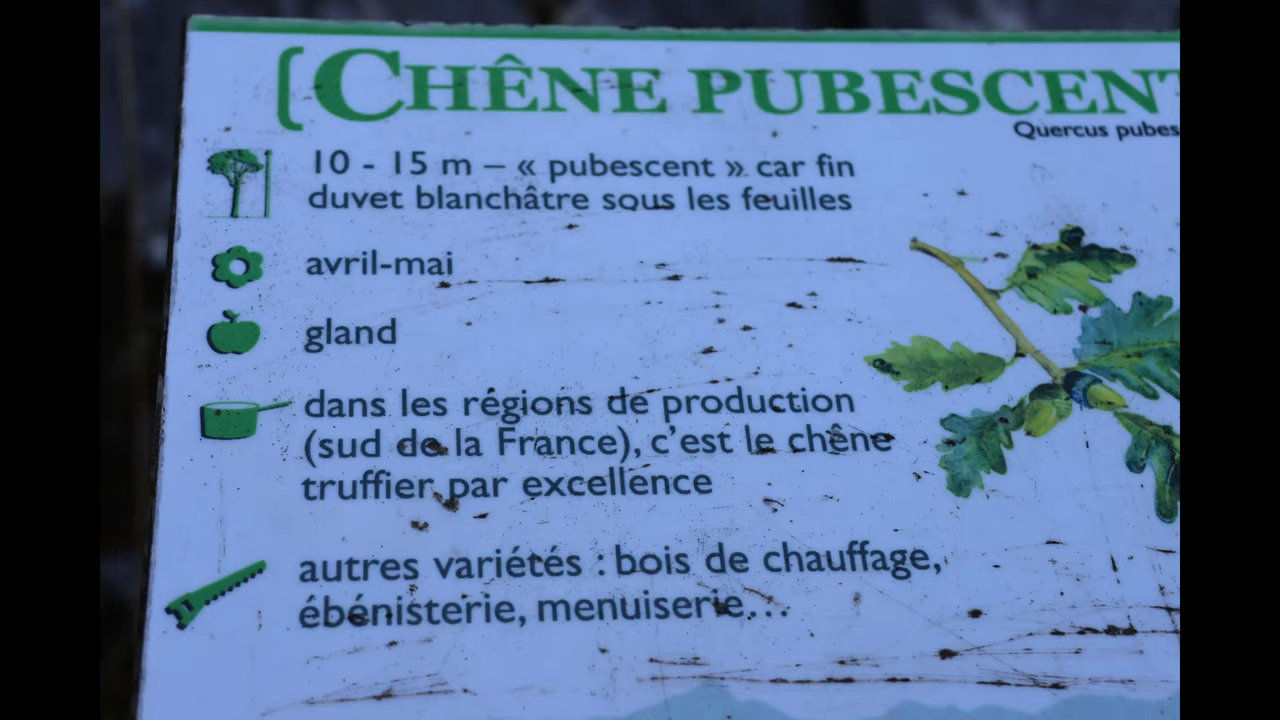 CHÊNE PUBESCENT
Quercus
10 - 15 m – « pubescent » car fin
duvet blanchâtre sous les feuilles
avril-mai
gland
dans les régions de production
(sud de la France), c'est le chêne
truffier par excellence
autres variétés : bois de chauffage,
ébénisterie, menuiserie...